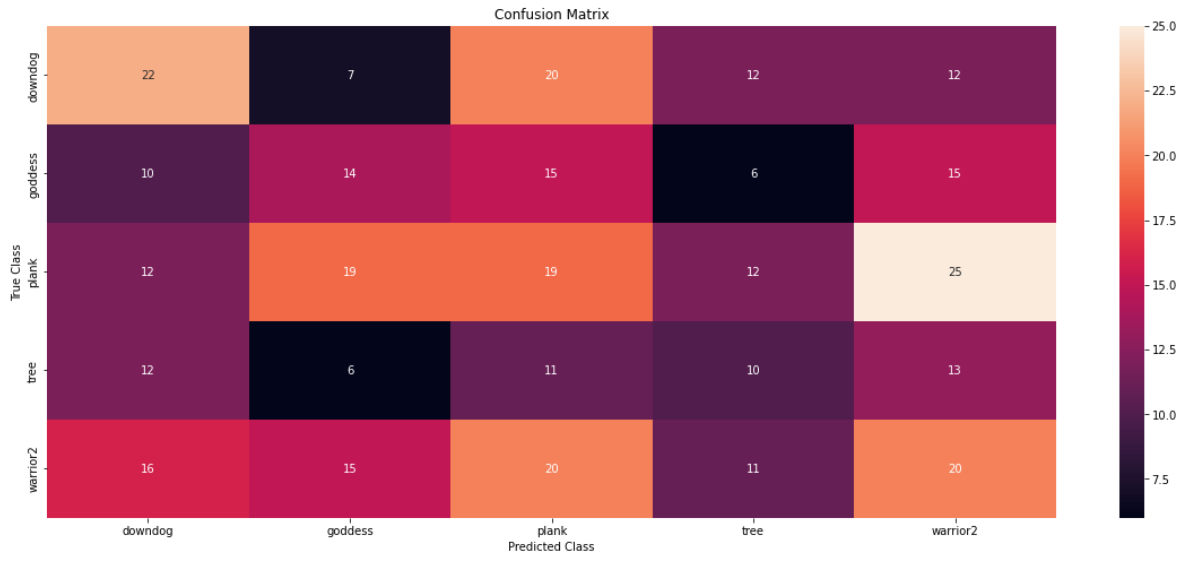 Confusion Matrix
True Class
downdog
22 7 20 12 12
goddess
10 14 15 6 15
plank
12 19 19 12 25
tree
12 6 11 10 13
warrior2
16 15 20 11 20
downdog goddess plank tree warrior2
Predicted Class
25.0
22.5
20.0
17.5
15.0
12.5
10.0
7.5